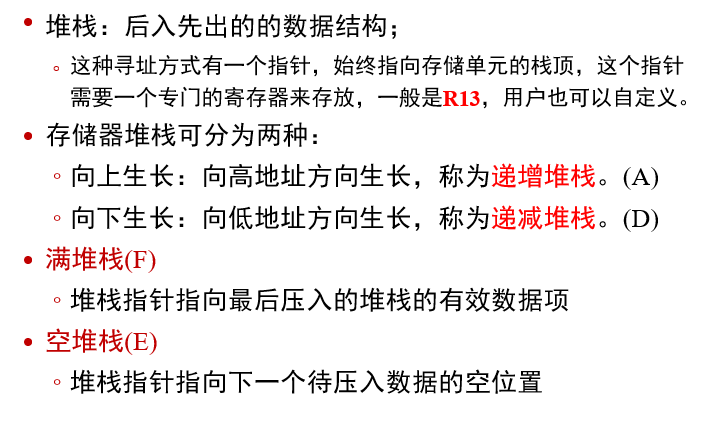 • 堆栈：后入先出的的数据结构；
◦ 这种寻址方式有一个指针，始终指向存储单元的栈顶，这个指针
需要一个专门的寄存器来存放，一般是R13，用户也可以自定义。
• 存储器堆栈可分为两种：
◦ 向上生长：向高地址方向生长，称为递增堆栈。(A)
◦ 向下生长：向低地址方向生长，称为递减堆栈。(D)
• 满堆栈(F)
◦ 堆栈指针指向最后压入的堆栈的有效数据项
• 空堆栈(E)
◦ 堆栈指针指向下一个待压入数据的空位置